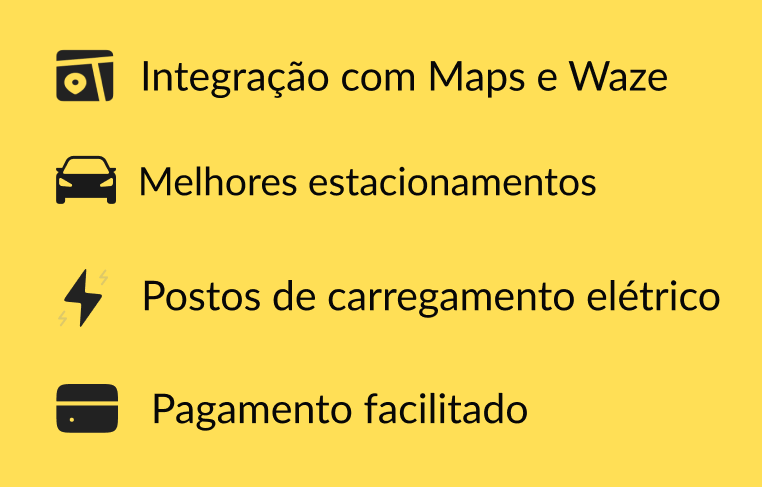 Integração com Maps e Waze
Melhores estacionamentos
Postos de carregamento elétrico
Pagamento facilitado